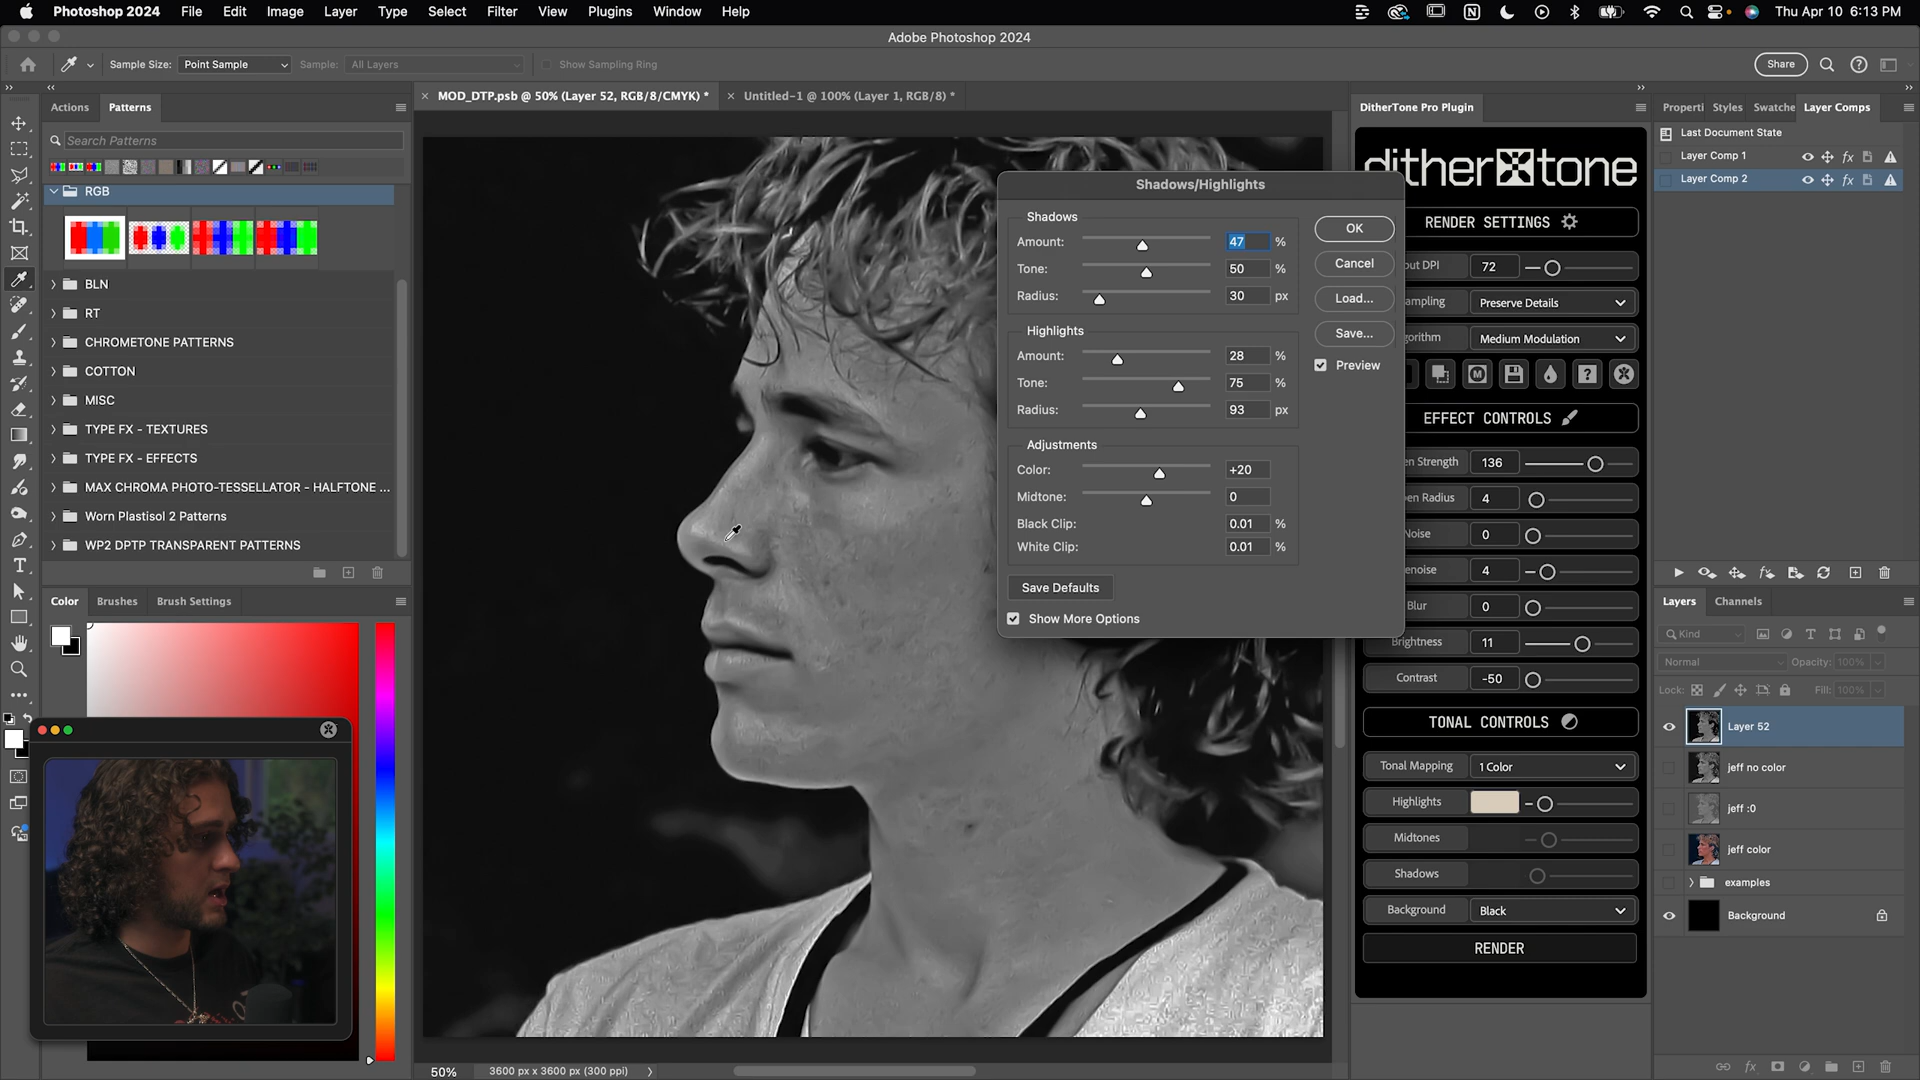 Photoshop 2024 File Edit Image Layer Type Select Filter View Plugins Window Help Thu Apr 10 6:13 PM
Adobe Photoshop 2024
Sample Size: Point Sample Sample: All Layers Show Sampling Ring Share
Actions Patterns
MOD_DTP.psb @ 50% (Layer 52, RGB/8/CMYK) *
Untitled-1 @ 100% (Layer 1, RGB/8) *
Search Patterns
RGB
BLN
RT
CHROMETONE PATTERNS
COTTON
MISC
TYPE FX - TEXTURES
TYPE FX - EFFECTS
MAX CHROMA PHOTO-TESSELLATOR - HALFTONE ...
Worn Plastisol 2 Patterns
WP2 DPTP TRANSPARENT PATTERNS
Color Brushes Brush Settings
50% 3600 px x 3600 px (300 ppi)
Shadows/Highlights
Shadows
Amount: 47 %
Tone: 50 %
Radius: 30 px
Highlights
Amount: 28 %
Tone: 75 %
Radius: 93 px
Adjustments
Color: +20
Midtone: 0
Black Clip: 0.01 %
White Clip: 0.01 %
Save Defaults
Show More Options
OK
Cancel
Load...
Save...
Preview
DitherTone Pro Plugin
dither tone
RENDER SETTINGS
DPI 72
Preserve Details
Medium Modulation
EFFECT CONTROLS
Strength 136
Radius 4
Noise 0
enoise 4
Blur 0
Brightness 11
Contrast -50
TONAL CONTROLS
Tonal Mapping 1 Color
Highlights
Midtones
Shadows
Background Black
RENDER
Properti Styles Swatche Layer Comps
Last Document State
Layer Comp 1
Layer Comp 2
Layers Channels
Kind
Normal Opacity: 100%
Lock: Fill: 100%
Layer 52
jeff no color
jeff :0
jeff color
examples
Background